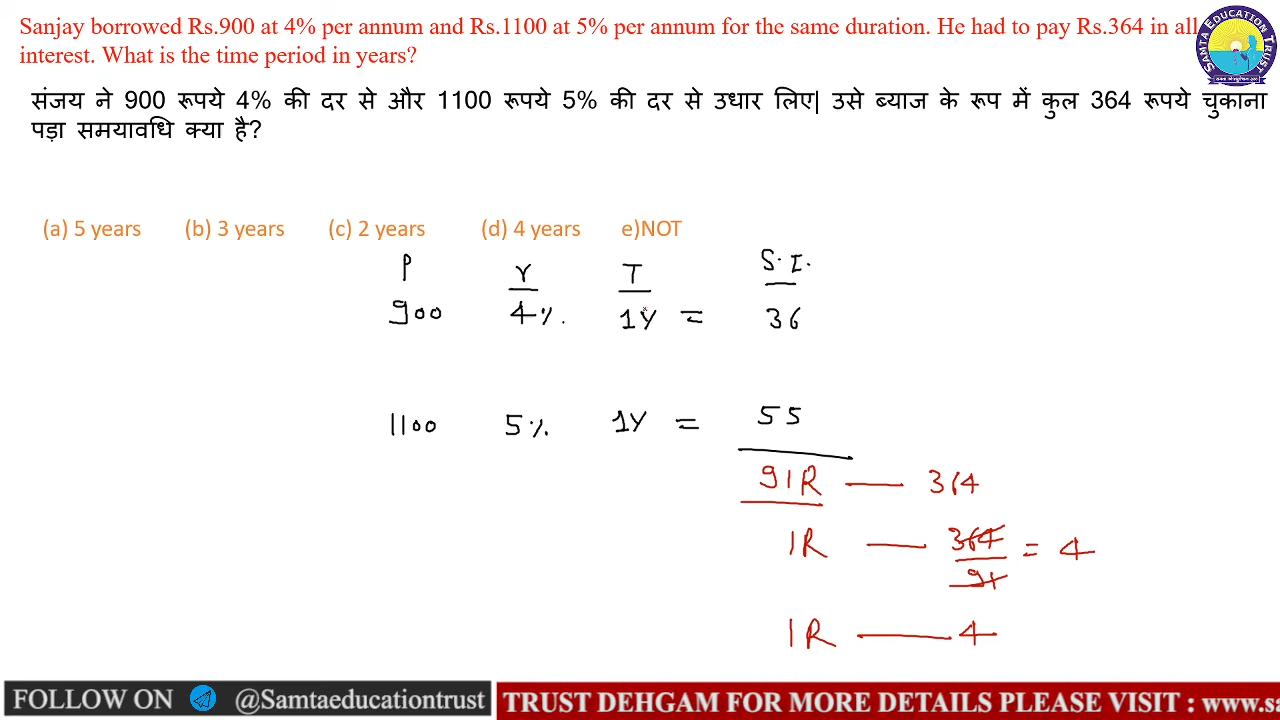 Sanjay borrowed Rs.900 at 4% per annum and Rs.1100 at 5% per annum for the same duration. He had to pay Rs.364 in all
interest. What is the time period in years?
SAMTA EDUCATION TRUST
संजय ने 900 रूपये 4% की दर से और 1100 रूपये 5% की दर से उधार लिए| उसे ब्याज के रूप में कुल 364 रूपये चुकाना
पड़ा समयावधि क्या है?
(a) 5 years (b) 3 years (c) 2 years (d) 4 years e)NOT
P r T S.I.
900 4%. 1Y = 36
1100 5%. 1Y = 55
91R — 364
1R — 364/91 = 4
1R — 4
FOLLOW ON @Samtaeducationtrust TRUST DEHGAM FOR MORE DETAILS PLEASE VISIT : www.sa